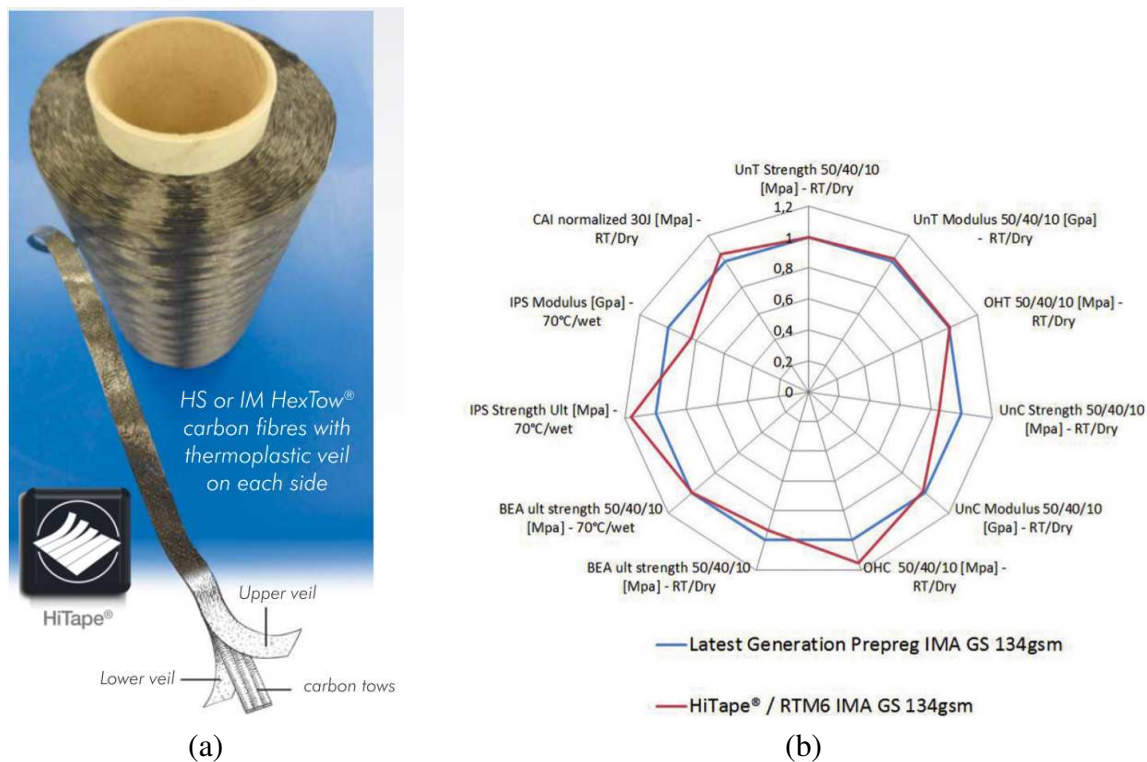 HS or IM HexTow®
carbon fibres with
thermoplastic veil
on each side
HiTape®
Upper veil
Lower veil
carbon tows
(a)
UnT Strength 50/40/10
[Mpa] - RT/Dry
UnT Modulus 50/40/10 [Gpa]
- RT/Dry
OHT 50/40/10 [Mpa] -
RT/Dry
UnC Strength 50/40/10
[Mpa] - RT/Dry
UnC Modulus 50/40/10
[Gpa] - RT/Dry
OHC 50/40/10 [Mpa] -
RT/Dry
BEA ult strength 50/40/10
[Mpa] - RT/Dry
BEA ult strength 50/40/10
[Mpa] - 70°C/wet
IPS Strength Ult [Mpa] -
70°C/wet
IPS Modulus [Gpa] -
70°C/wet
CAI normalized 30J [Mpa] -
RT/Dry
1,2
1
0,8
0,6
0,4
0,2
0
Latest Generation Prepreg IMA GS 134gsm
HiTape® / RTM6 IMA GS 134gsm
(b)